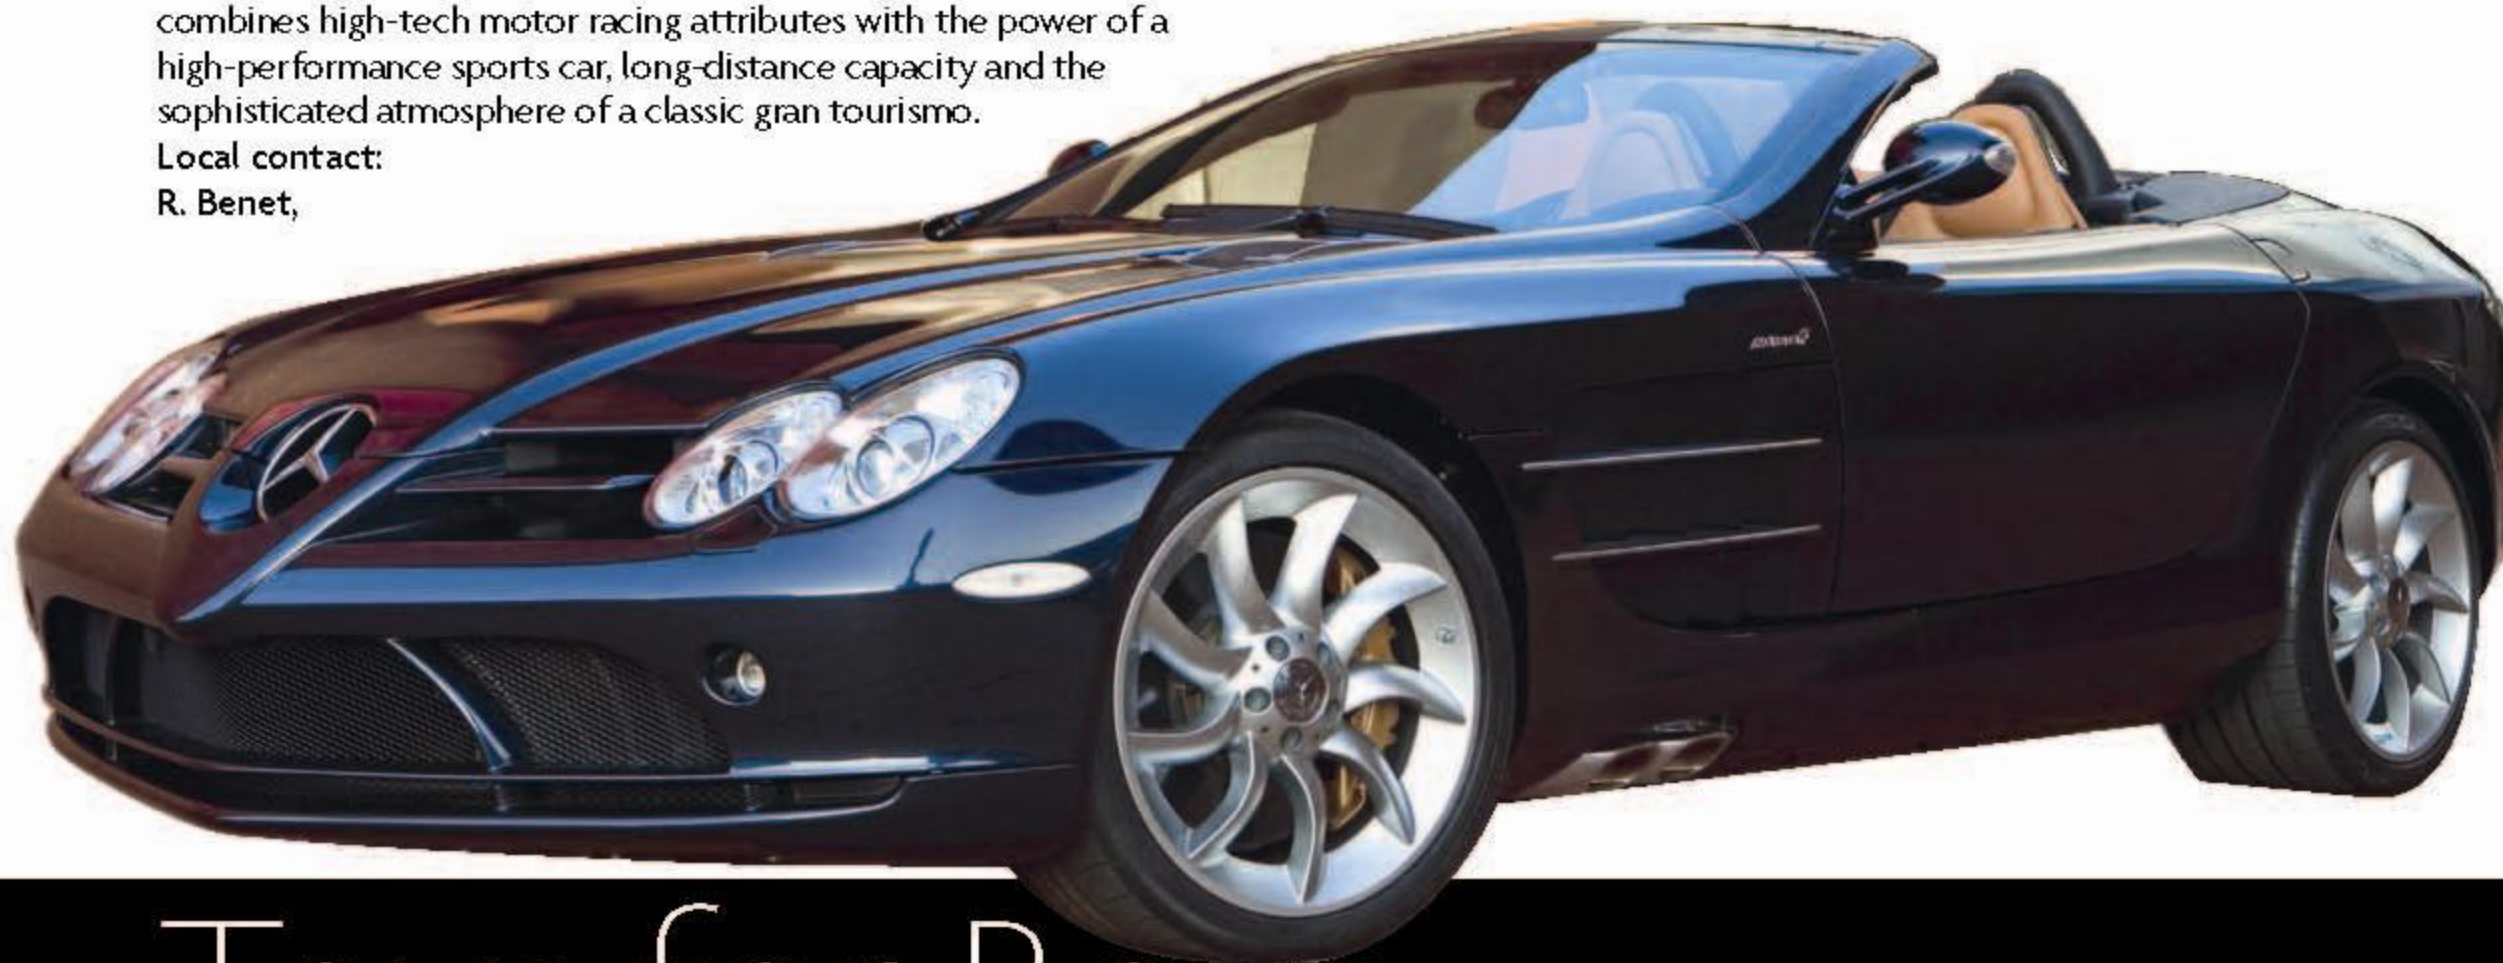 combines high-tech motor racing attributes with the power of a
high-performance sports car, long-distance capacity and the
sophisticated atmosphere of a classic gran tourismo.
Local contact:
R. Benet,